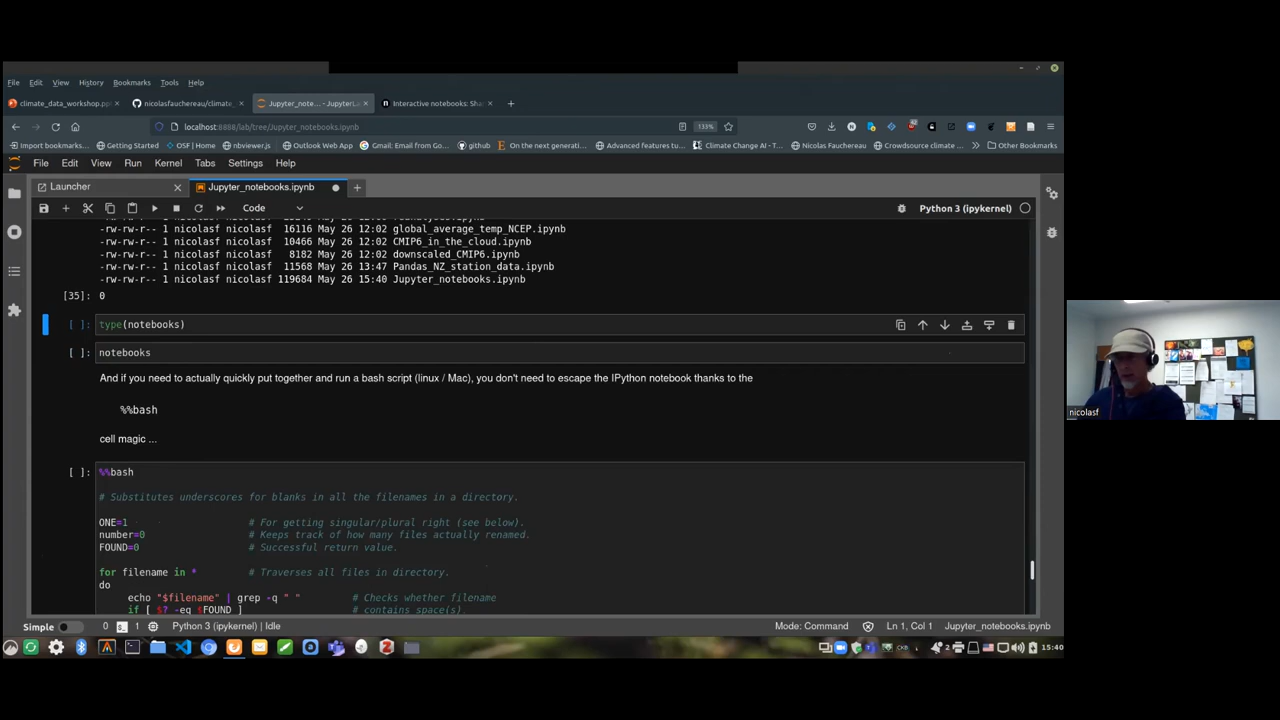 File Edit View History Bookmarks Tools Help
climate_data_workshop.ppt
nicolasfauchereau/climate_
Jupyter_note... - JupyterLa
Interactive notebooks: Sha
localhost:8888/lab/tree/Jupyter_notebooks.ipynb
133%
Import bookmarks... Getting Started OSF | Home nbviewer.js Outlook Web App Gmail: Email from Go... github On the next generati... Advanced features tu... Climate Change AI - T... Nicolas Fauchereau Crowdsource climat... Other Bookmarks
File Edit View Run Kernel Tabs Settings Help
Launcher
Jupyter_notebooks.ipynb
Code
Python 3 (ipykernel)
-rw-rw-r-- 1 nicolasf nicolasf 16116 May 26 12:02 global_average_temp_NCEP.ipynb
-rw-rw-r-- 1 nicolasf nicolasf 10466 May 26 12:02 CMIP6_in_the_cloud.ipynb
-rw-rw-r-- 1 nicolasf nicolasf 8182 May 26 12:02 downscaled_CMIP6.ipynb
-rw-rw-r-- 1 nicolasf nicolasf 11568 May 26 13:47 Pandas_NZ_station_data.ipynb
-rw-rw-r-- 1 nicolasf nicolasf 119684 May 26 15:40 Jupyter_notebooks.ipynb
[35]: 0
[ ]: type(notebooks)
[ ]: notebooks
And if you need to actually quickly put together and run a bash script (linux / Mac), you don't need to escape the IPython notebook thanks to the
%%bash
cell magic ...
[ ]: %%bash
# Substitutes underscores for blanks in all the filenames in a directory.
ONE=1 # For getting singular/plural right (see below).
number=0 # Keeps track of how many files actually renamed.
FOUND=0 # Successful return value.
for filename in * # Traverses all files in directory.
do
echo "$filename" | grep -q " " # Checks whether filename
if [ $? -eq $FOUND ] # contains space(s).
Simple 0 1 Python 3 (ipykernel) | Idle
Mode: Command
Ln 1, Col 1
Jupyter_notebooks.ipynb
15:40
nicolasf